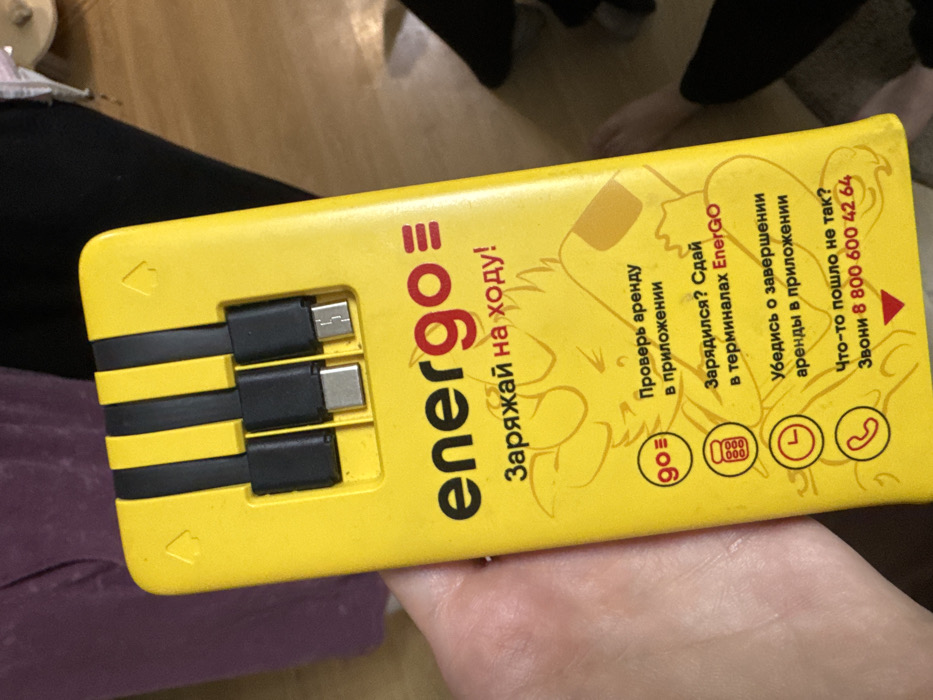 energo
Заряжай на ходу!
go
Проверь аренду
в приложении
Зарядился? Сдай
в терминалах EnerGO
Убедись о завершении
аренды в приложении
Что-то пошло не так?
Звони 8 800 600 42 64